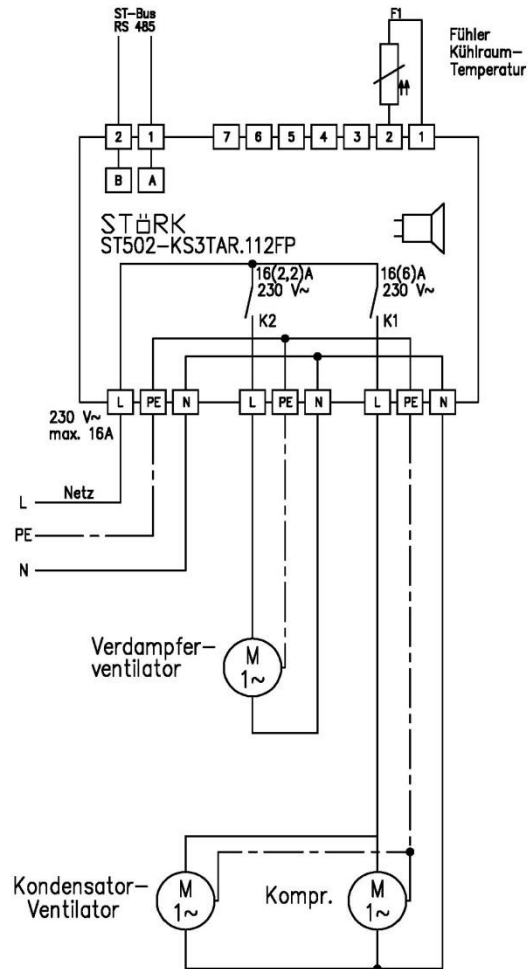 ST-Bus
RS 485
F1
Fühler
Kühlraum-
Temperatur
2 1 7 6 5 4 3 2 1
B A
STÖRK
ST502-KS3TAR.112FP
16(2,2)A
230 V~
K2
16(6)A
230 V~
K1
L PE N L PE N L PE N
230 V~
max. 16A
L Netz
PE
N
Verdampfer-
ventilator
M
1~
Kondensator-
Ventilator
M
1~
Kompr.
M
1~